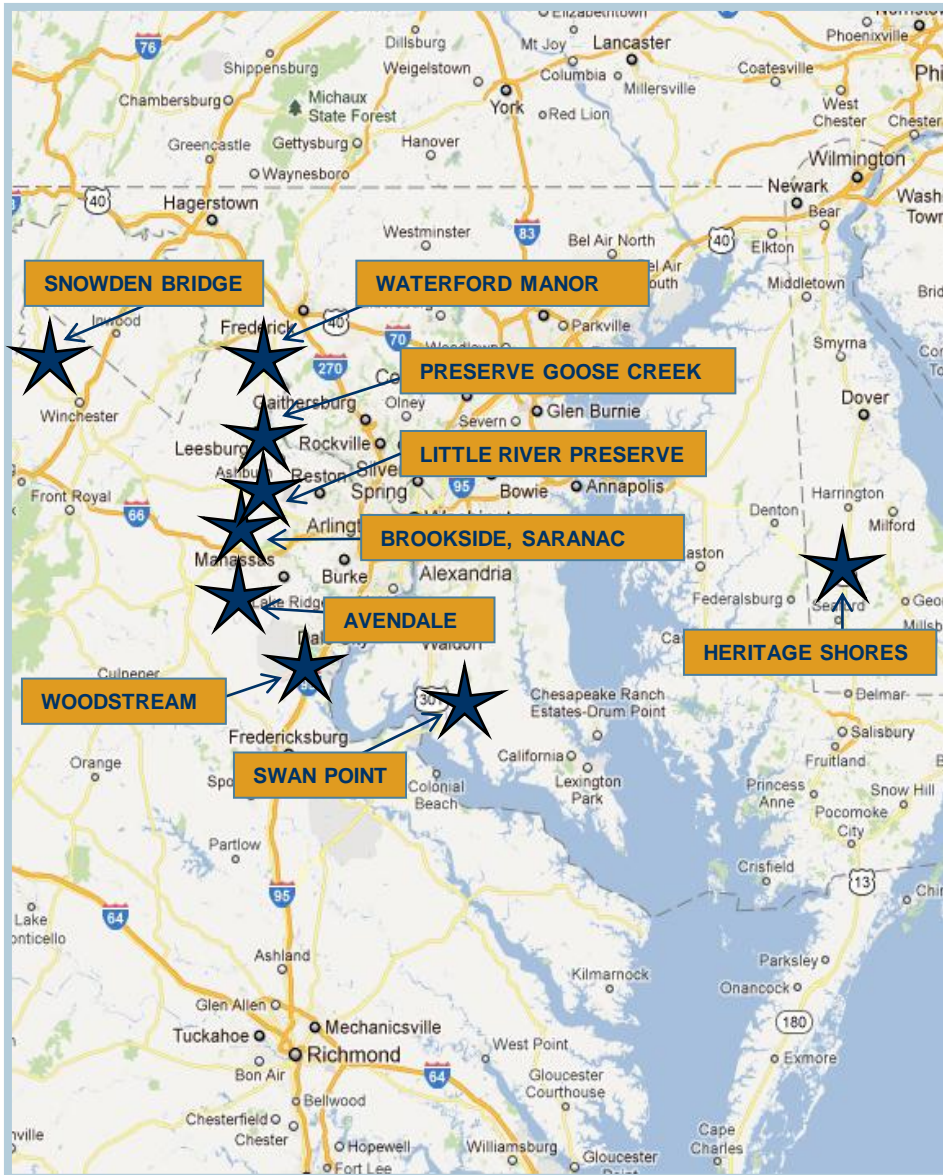 Elizabethtown
76
Dillsburg
Mt Joy
Lancaster
Phoenixville
Shippensburg
Weigelstown
Columbia
Millersville
Coatesville
Chambersburg
Michaux
State Forest
York
Red Lion
West
Chester
Chester
Greencastle
Gettysburg
Hanover
Waynesboro
Wilmington
Newark
40
Hagerstown
Bear
83
Westminster
Bel Air North
40
Elkton
Middletown
SNOWDEN BRIDGE
WATERFORD MANOR
Inwood
Frederick
40
70
Parkville
Smyrna
270
PRESERVE GOOSE CREEK
Winchester
Gaithersburg
Olney
Severn
Glen Burnie
Dover
Leesburg
Rockville
LITTLE RIVER PRESERVE
Ashburn
Reston
Silver
Spring
95
Bowie
Annapolis
Front Royal
66
Harrington
Denton
Milford
BROOKSIDE, SARANAC
Manassas
Burke
Alexandria
Federalsburg
Seaford
Lake Ridge
AVENDALE
HERITAGE SHORES
Culpeper
WOODSTREAM
95
301
Chesapeake Ranch
Estates-Drum Point
Delmar
Fredericksburg
Salisbury
California
Fruitland
SWAN POINT
Orange
Colonial
Beach
Lexington
Park
Princess
Anne
Snow Hill
Pocomoke
City
Partlow
Crisfield
13
95
64
Lake
Ashland
Parksley
Kilmarnock
Onancock
Glen Allen
180
Tuckahoe
Mechanicsville
Richmond
West Point
Exmore
Bon Air
64
Gloucester
Courthouse
Bellwood
Chesterfield
Chester
Cape
Charles
Hopewell
Williamsburg
Gloucester
Fort Lee